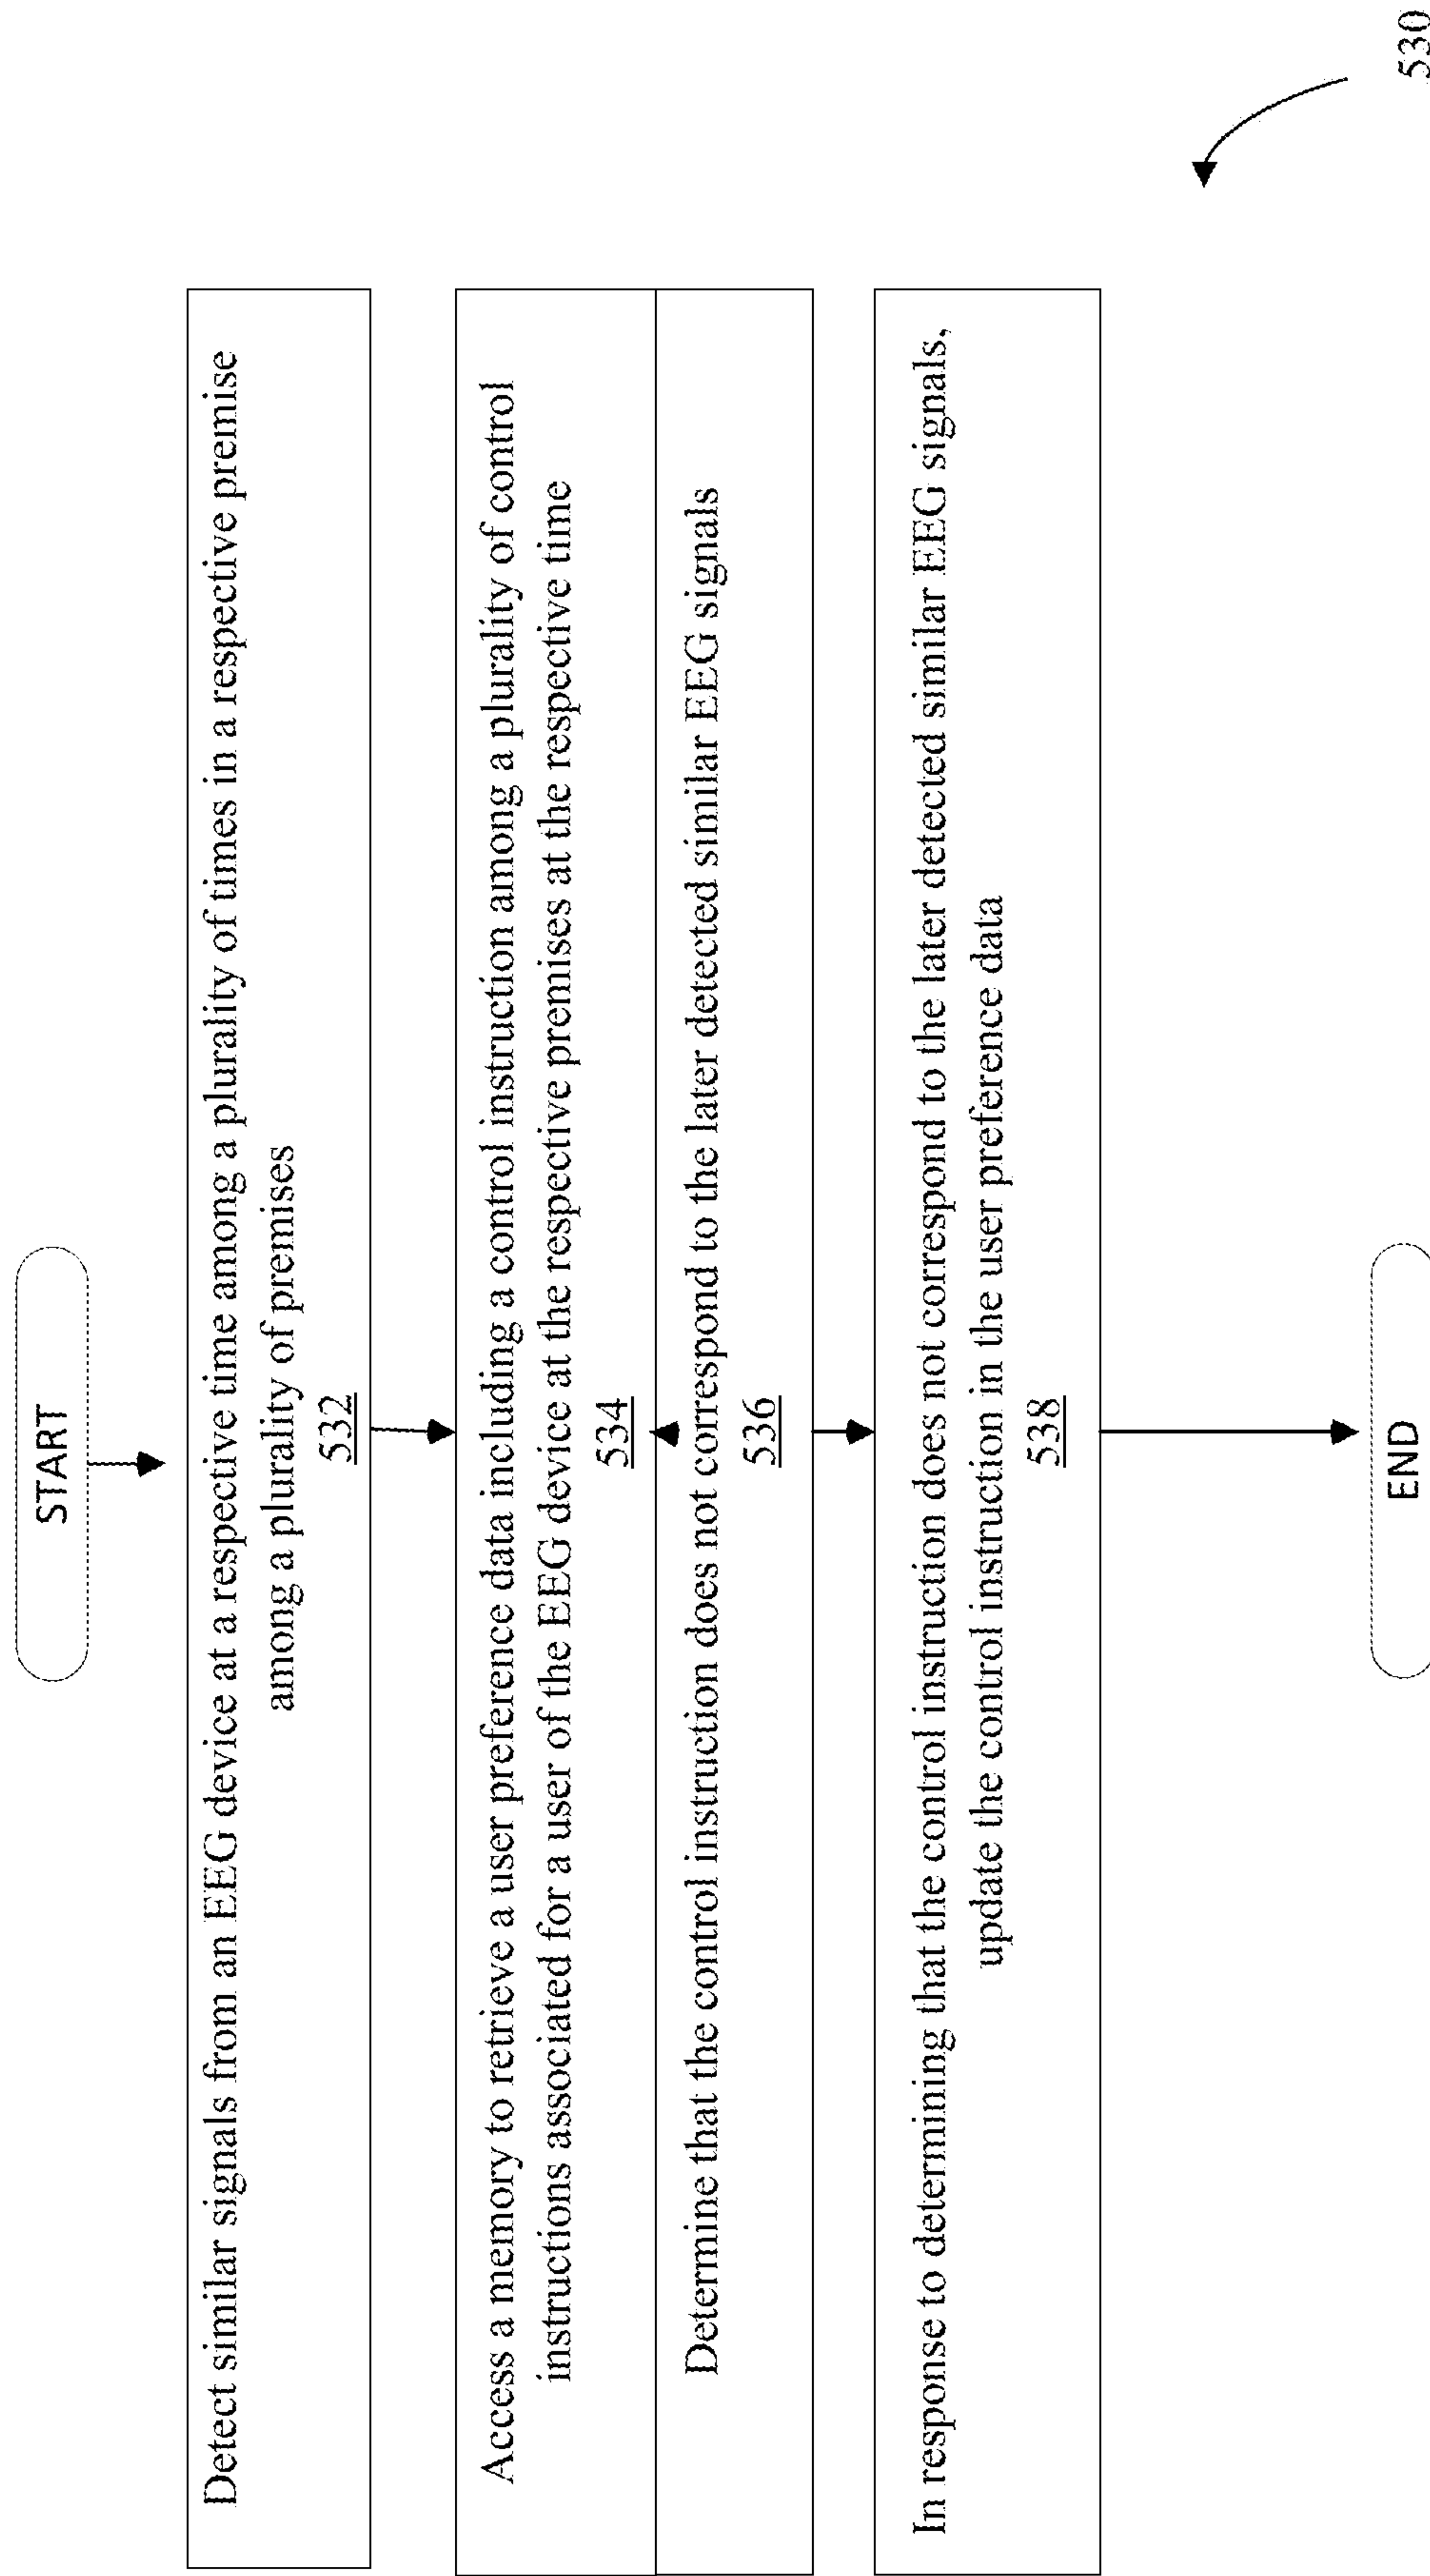 START
Detect similar signals from an EEG device at a respective time among a plurality of times in a respective premise
among a plurality of premises
532
Access a memory to retrieve a user preference data including a control instruction among a plurality of control
instructions associated for a user of the EEG device at the respective premises at the respective time
534
Determine that the control instruction does not correspond to the later detected similar EEG signals
536
In response to determining that the control instruction does not correspond to the later detected similar EEG signals,
update the control instruction in the user preference data
538
END
530